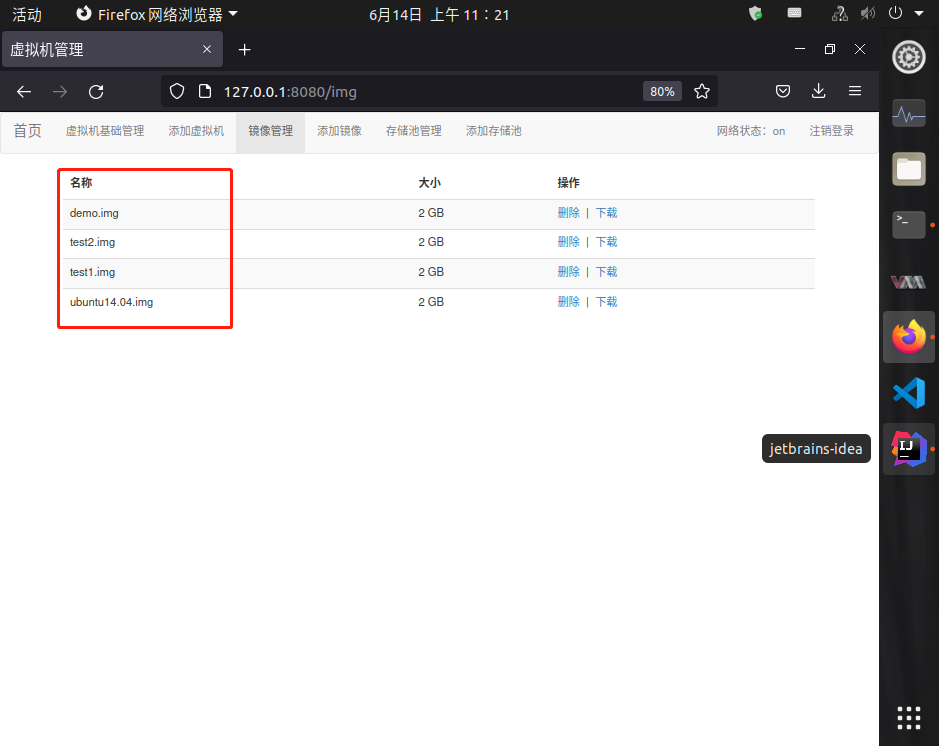 活动 Firefox 网络浏览器 6月14日 上午 11：21
虚拟机管理
127.0.0.1:8080/img 80%
首页 虚拟机基础管理 添加虚拟机 镜像管理 添加镜像 存储池管理 添加存储池 网络状态：on 注销登录
名称 大小 操作
demo.img 2 GB 删除 | 下载
test2.img 2 GB 删除 | 下载
test1.img 2 GB 删除 | 下载
ubuntu14.04.img 2 GB 删除 | 下载
jetbrains-idea
IJ